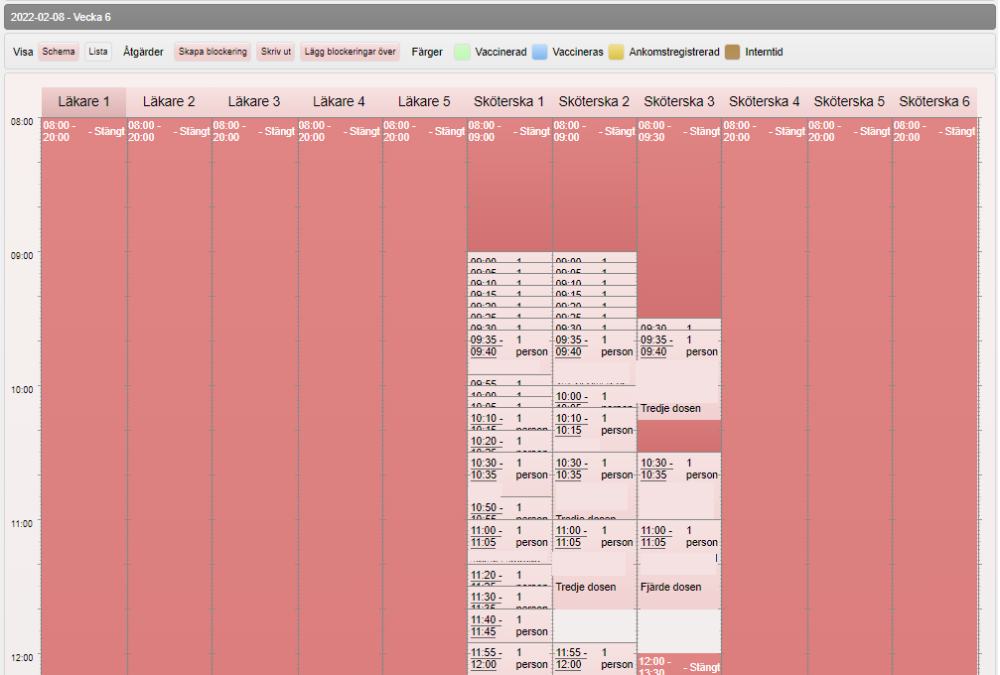 2022-02-08 - Vecka 6
Visa Schema Lista Åtgärder Skapa blockering Skriv ut Lägg blockeringar över Färger Vaccinerad Vaccineras Ankomstregistrerad Interntid
Läkare 1 Läkare 2 Läkare 3 Läkare 4 Läkare 5 Sköterska 1 Sköterska 2 Sköterska 3 Sköterska 4 Sköterska 5 Sköterska 6
08:00
08:00 - 20:00 - Stängt
08:00 - 20:00 - Stängt
08:00 - 20:00 - Stängt
08:00 - 20:00 - Stängt
08:00 - 20:00 - Stängt
08:00 - 09:00 - Stängt
08:00 - 09:00 - Stängt
08:00 - 09:30 - Stängt
08:00 - 20:00 - Stängt
08:00 - 20:00 - Stängt
08:00 - 20:00 - Stängt
09:00
09:00 1 09:00 1
09:05 1 09:05 1
09:10 1 09:10 1
09:15 1 09:15 1
09:20 1 09:20 1
09:25 1 09:25 1
09:30 1 09:30 1 09:30 1
09:35 - 1 09:35 - 1 09:35 - 1
09:40 person 09:40 person 09:40 person
09:55 1
10:00
10:00 1 10:00 - 1
10:05 1 10:05 person
Tredje dosen
10:10 - 1 10:10 - 1
10:15 person 10:15 person
10:20 - 1
10:25 person
10:30 - 1 10:30 - 1 10:30 - 1
10:35 person 10:35 person 10:35 person
10:50 - 1
10:55 person Tredje dosen
11:00
11:00 - 1 11:00 - 1 11:00 - 1
11:05 person 11:05 person 11:05 person
11:20 - 1
11:25 person Tredje dosen Fjärde dosen
11:30 - 1
11:35 person
11:40 - 1
11:45 person
12:00
11:55 - 1 11:55 - 1 12:00 -
12:00 person 12:00 person 13:30 - Stängt